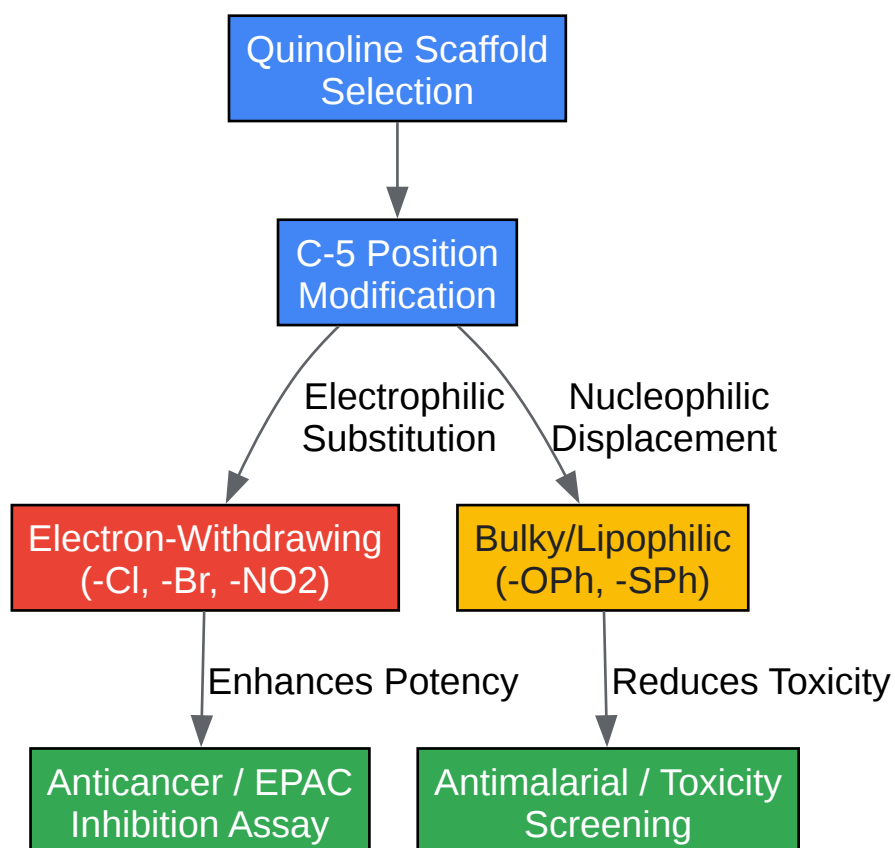 Quinoline Scaffold
Selection
C-5 Position
Modification
Electrophilic
Substitution
Nucleophilic
Displacement
Electron-Withdrawing
(-Cl, -Br, -NO2)
Bulky/Lipophilic
(-OPh, -SPh)
Enhances Potency
Reduces Toxicity
Anticancer / EPAC
Inhibition Assay
Antimalarial / Toxicity
Screening